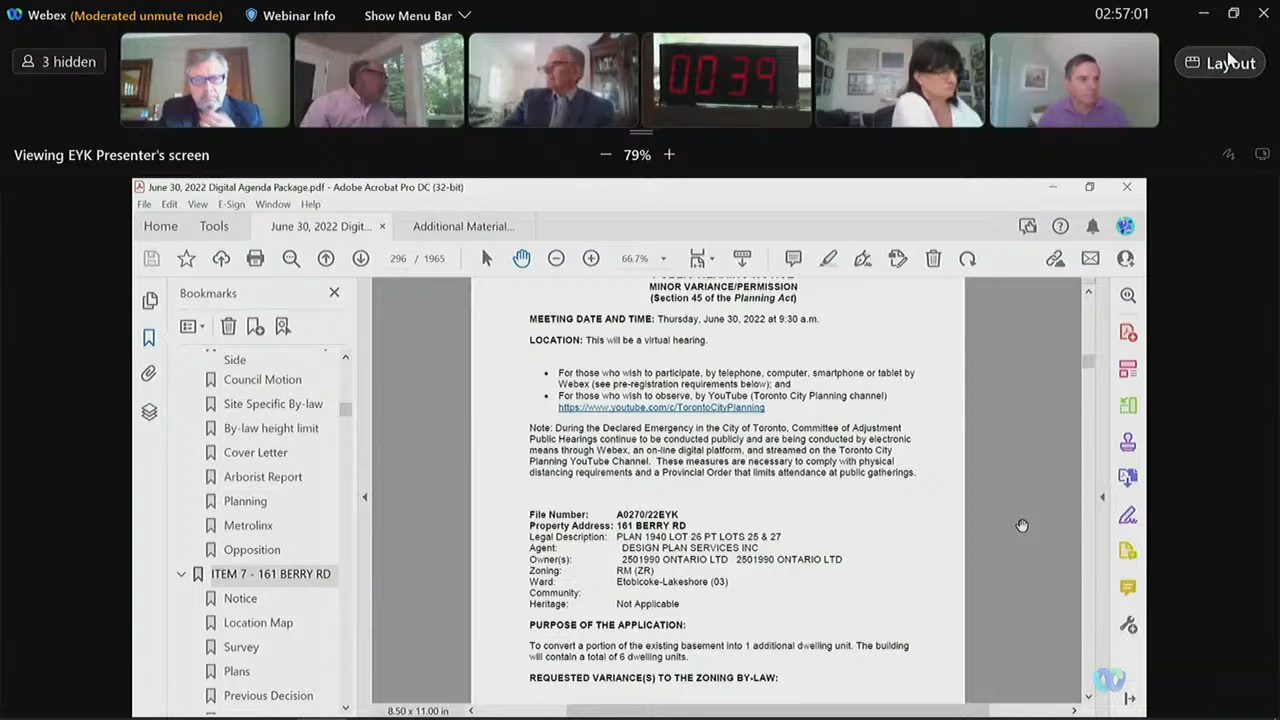 Webex (Moderated unmute mode) Webinar Info Show Menu Bar 02:57:01
3 hidden
0039
Layout
Viewing EYK Presenter's screen
79%
June 30, 2022 Digital Agenda Package.pdf - Adobe Acrobat Pro DC (32-bit)
File Edit View E-Sign Window Help
Home Tools June 30, 2022 Digit... × Additional Material...
296 / 1965 66.7%
Bookmarks
Side
Council Motion
Site Specific By-law
By-law height limit
Cover Letter
Arborist Report
Planning
Metrolinx
Opposition
ITEM 7 - 161 BERRY RD
Notice
Location Map
Survey
Plans
Previous Decision
MINOR VARIANCE/PERMISSION
(Section 45 of the Planning Act)
MEETING DATE AND TIME: Thursday, June 30, 2022 at 9:30 a.m.
LOCATION: This will be a virtual hearing.
• For those who wish to participate, by telephone, computer, smartphone or tablet by
Webex (see pre-registration requirements below); and
• For those who wish to observe, by YouTube (Toronto City Planning channel)
https://www.youtube.com/c/TorontoCityPlanning
Note: During the Declared Emergency in the City of Toronto, Committee of Adjustment
Public Hearings continue to be conducted publicly and are being conducted by electronic
means through Webex, an on-line digital platform, and streamed on the Toronto City
Planning YouTube Channel. These measures are necessary to comply with physical
distancing requirements and a Provincial Order that limits attendance at public gatherings.
File Number: A0270/22EYK
Property Address: 161 BERRY RD
Legal Description: PLAN 1940 LOT 26 PT LOTS 25 & 27
Agent: DESIGN PLAN SERVICES INC
Owner(s): 2501990 ONTARIO LTD 2501990 ONTARIO LTD
Zoning: RM (ZR)
Ward: Etobicoke-Lakeshore (03)
Community:
Heritage: Not Applicable
PURPOSE OF THE APPLICATION:
To convert a portion of the existing basement into 1 additional dwelling unit. The building
will contain a total of 6 dwelling units.
REQUESTED VARIANCE(S) TO THE ZONING BY-LAW:
8.50 x 11.00 in